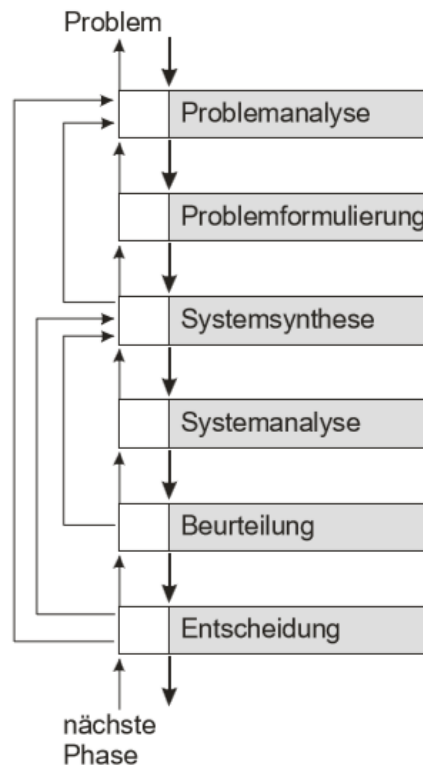 Problem
Problemanalyse
Problemformulierung
Systemsynthese
Systemanalyse
Beurteilung
Entscheidung
nächste
Phase